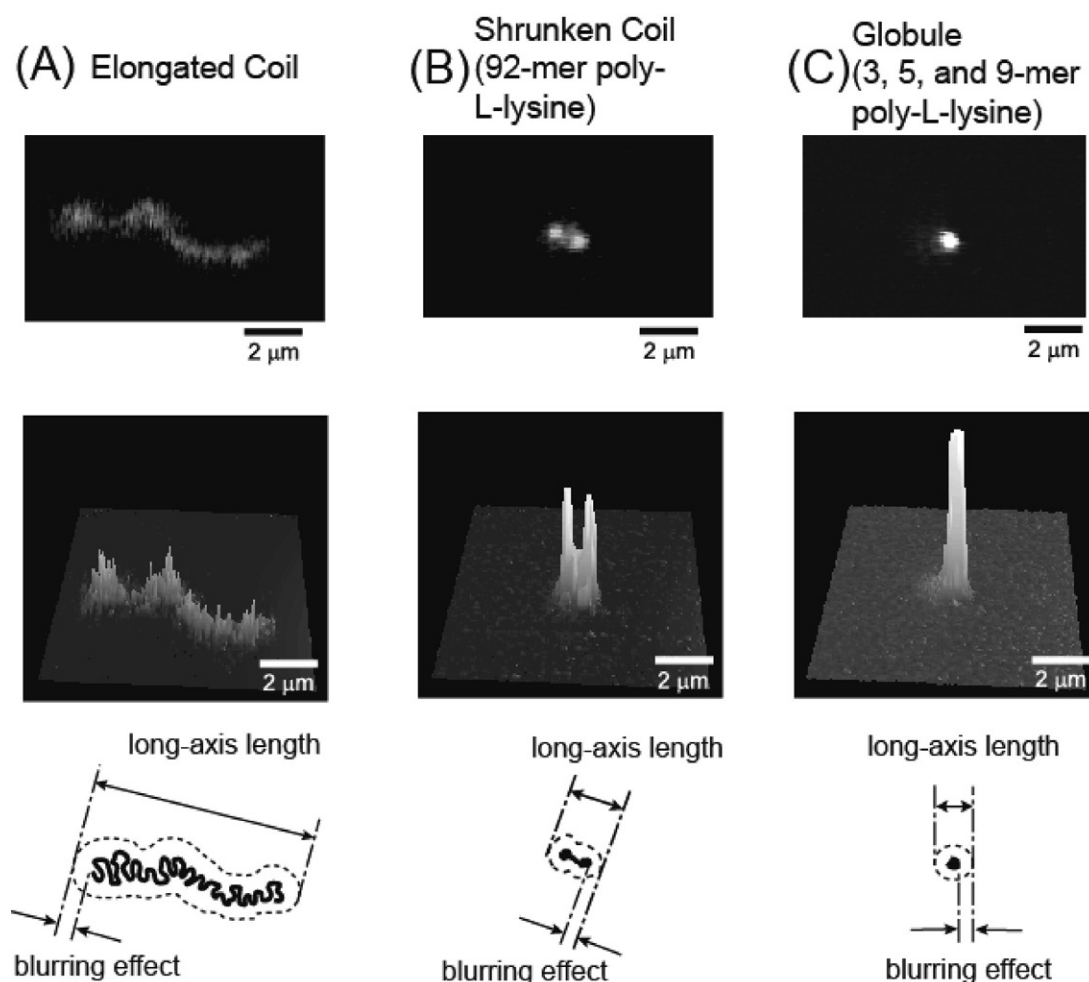 (A) Elongated Coil
(B) Shrunken Coil
(92-mer poly-
L-lysine)
(C) Globule
(3, 5, and 9-mer
poly-L-lysine)
2 μm
2 μm
2 μm
2 μm
2 μm
2 μm
long-axis length
long-axis length
long-axis length
blurring effect
blurring effect
blurring effect